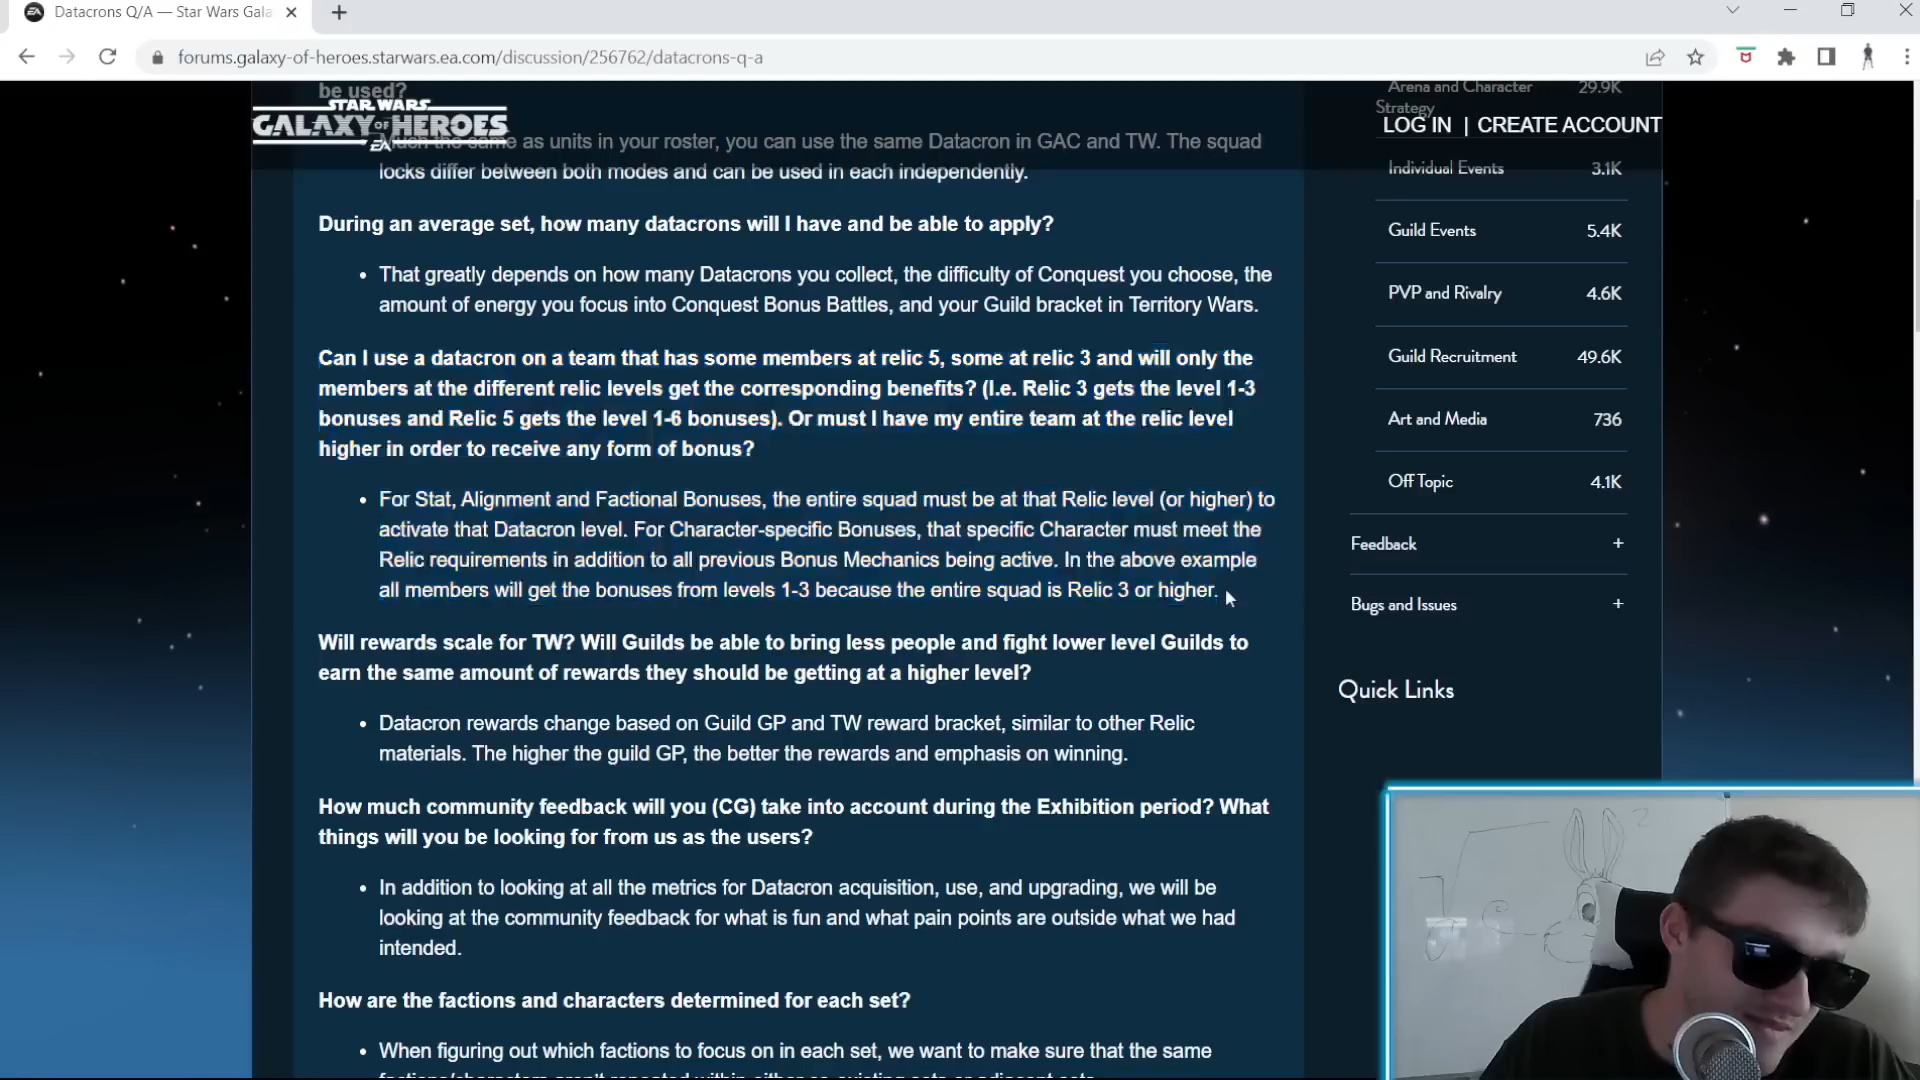 Datacrons Q/A — Star Wars Gala
forums.galaxy-of-heroes.starwars.ea.com/discussion/256762/datacrons-q-a
be used?
STAR WARS
GALAXY OF HEROES
EA
LOG IN | CREATE ACCOUNT
Much the same as units in your roster, you can use the same Datacron in GAC and TW. The squad
locks differ between both modes and can be used in each independently.
During an average set, how many datacrons will I have and be able to apply?
• That greatly depends on how many Datacrons you collect, the difficulty of Conquest you choose, the
amount of energy you focus into Conquest Bonus Battles, and your Guild bracket in Territory Wars.
Can I use a datacron on a team that has some members at relic 5, some at relic 3 and will only the
members at the different relic levels get the corresponding benefits? (I.e. Relic 3 gets the level 1-3
bonuses and Relic 5 gets the level 1-6 bonuses). Or must I have my entire team at the relic level
higher in order to receive any form of bonus?
• For Stat, Alignment and Factional Bonuses, the entire squad must be at that Relic level (or higher) to
activate that Datacron level. For Character-specific Bonuses, that specific Character must meet the
Relic requirements in addition to all previous Bonus Mechanics being active. In the above example
all members will get the bonuses from levels 1-3 because the entire squad is Relic 3 or higher.
Will rewards scale for TW? Will Guilds be able to bring less people and fight lower level Guilds to
earn the same amount of rewards they should be getting at a higher level?
• Datacron rewards change based on Guild GP and TW reward bracket, similar to other Relic
materials. The higher the guild GP, the better the rewards and emphasis on winning.
How much community feedback will you (CG) take into account during the Exhibition period? What
things will you be looking for from us as the users?
• In addition to looking at all the metrics for Datacron acquisition, use, and upgrading, we will be
looking at the community feedback for what is fun and what pain points are outside what we had
intended.
How are the factions and characters determined for each set?
• When figuring out which factions to focus on in each set, we want to make sure that the same
factions/characters aren't repeated within either co-existing sets or adjacent sets.
Arena and Character 29.9K
Strategy
Individual Events 3.1K
Guild Events 5.4K
PVP and Rivalry 4.6K
Guild Recruitment 49.6K
Art and Media 736
Off Topic 4.1K
Feedback +
Bugs and Issues +
Quick Links